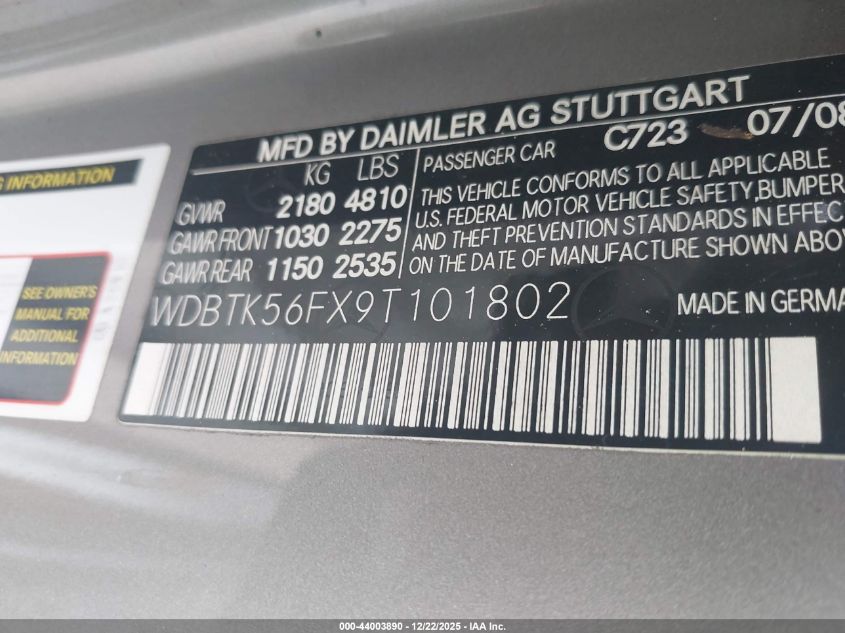 MFD BY DAIMLER AG STUTTGART
C723 07/08
KG LBS
GVWR 2180 4810
GAWR FRONT 1030 2275
GAWR REAR 1150 2535
PASSENGER CAR
THIS VEHICLE CONFORMS TO ALL APPLICABLE
U.S. FEDERAL MOTOR VEHICLE SAFETY, BUMPER
AND THEFT PREVENTION STANDARDS IN EFFEC
ON THE DATE OF MANUFACTURE SHOWN ABO
WDBTK56FX9T101802
MADE IN GERMA
INFORMATION
SEE OWNER'S
MANUAL FOR
ADDITIONAL
INFORMATION
000-44003890 - 12/22/2025 - IAA Inc.